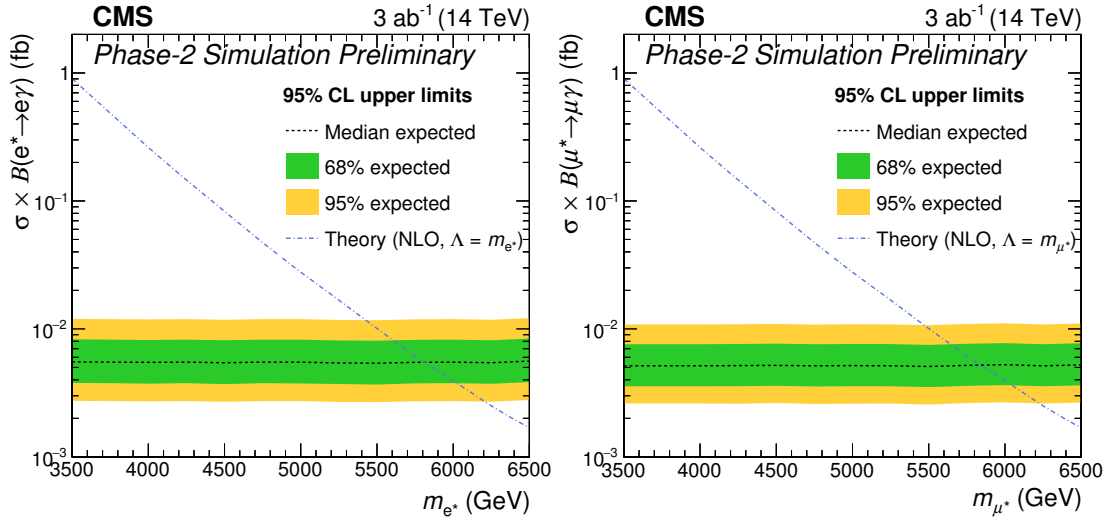 CMS 3 ab⁻¹ (14 TeV)
Phase-2 Simulation Preliminary
95% CL upper limits
Median expected
68% expected
95% expected
Theory (NLO, Λ = m_e*)
σ × B(e* → eγ) (fb)
1
10⁻¹
10⁻²
10⁻³
3500 4000 4500 5000 5500 6000 6500
m_e* (GeV)
CMS 3 ab⁻¹ (14 TeV)
Phase-2 Simulation Preliminary
95% CL upper limits
Median expected
68% expected
95% expected
Theory (NLO, Λ = m_μ*)
σ × B(μ* → μγ) (fb)
1
10⁻¹
10⁻²
10⁻³
3500 4000 4500 5000 5500 6000 6500
m_μ* (GeV)